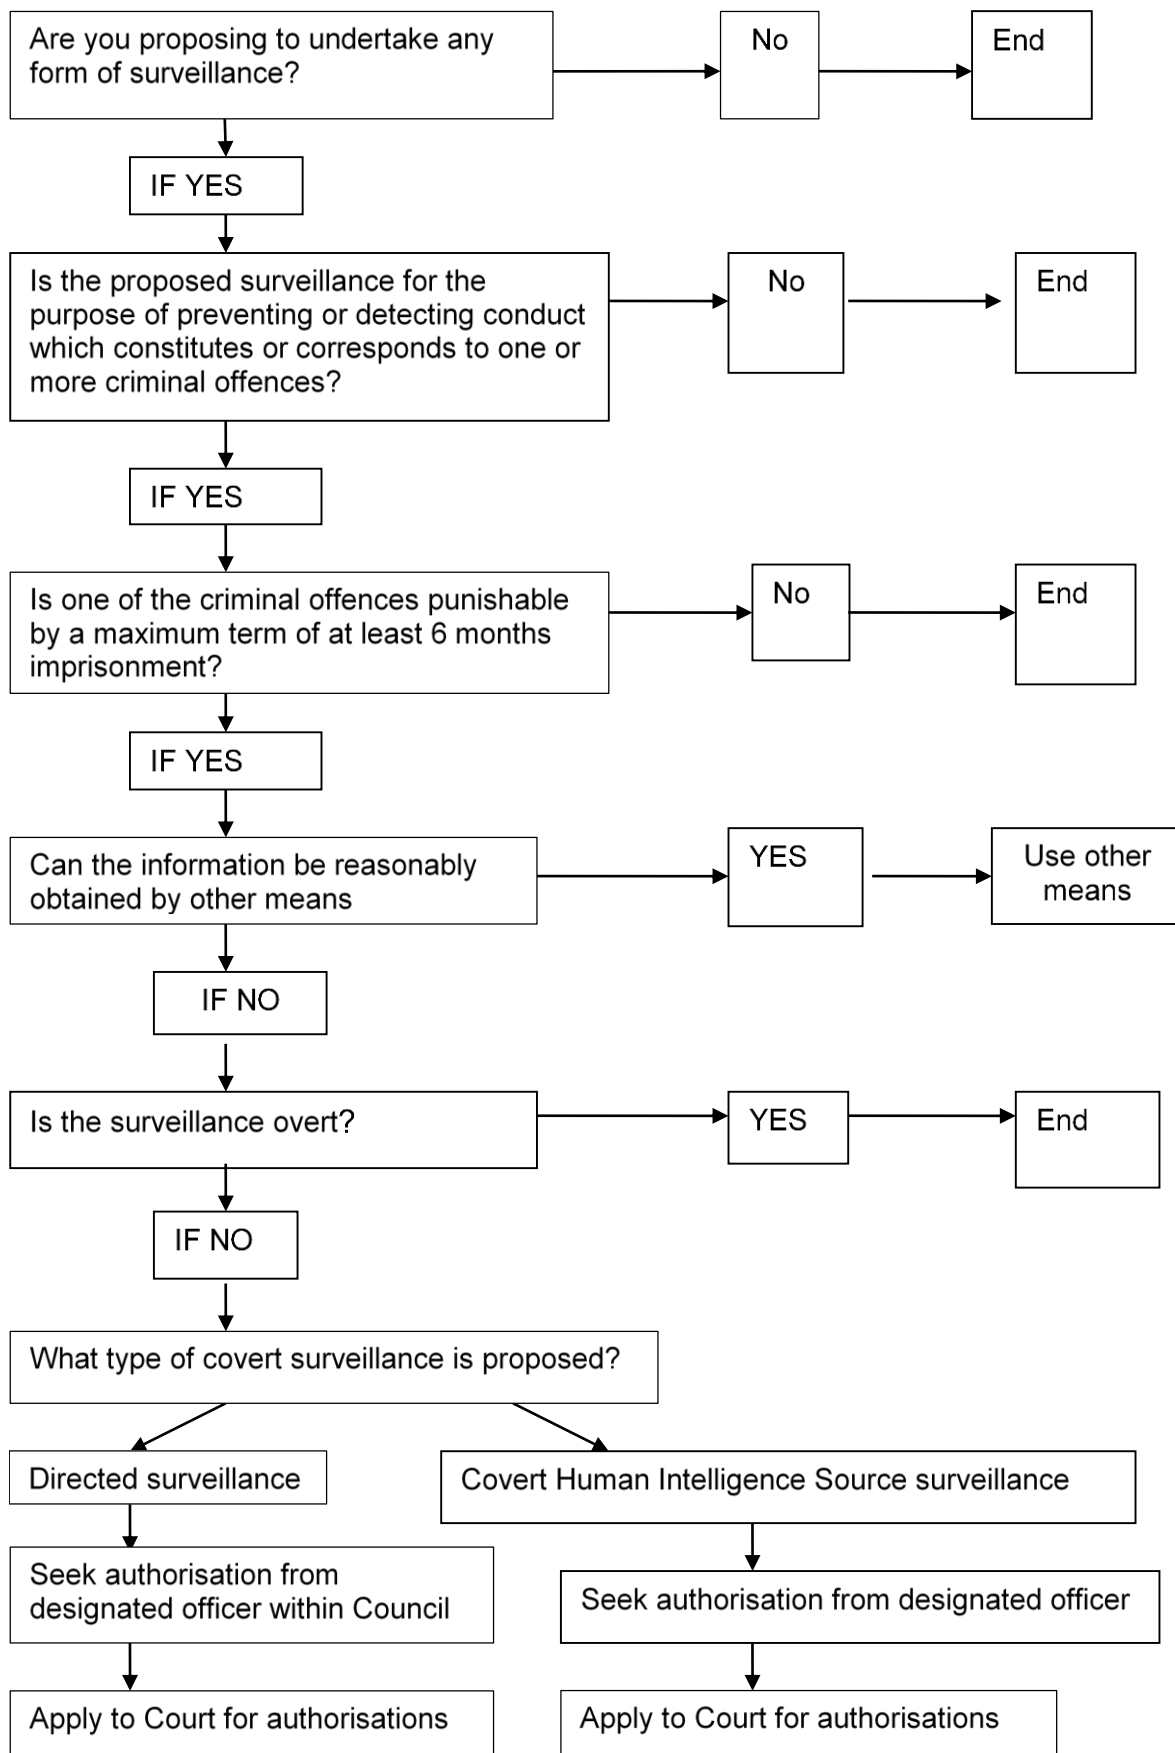 Are you proposing to undertake any
form of surveillance?
No
End
IF YES
Is the proposed surveillance for the
purpose of preventing or detecting conduct
which constitutes or corresponds to one or
more criminal offences?
No
End
IF YES
Is one of the criminal offences punishable
by a maximum term of at least 6 months
imprisonment?
No
End
IF YES
Can the information be reasonably
obtained by other means
YES
Use other
means
IF NO
Is the surveillance overt?
YES
End
IF NO
What type of covert surveillance is proposed?
Directed surveillance
Covert Human Intelligence Source surveillance
Seek authorisation from
designated officer within Council
Seek authorisation from designated officer
Apply to Court for authorisations
Apply to Court for authorisations